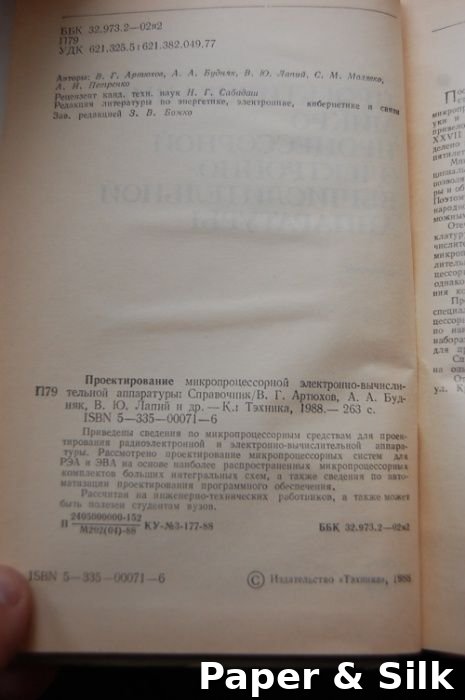 ББК 32.973.2—02я2
П79
УДК 621.325.5 : 621.382.049.77
Авторы: В. Г. Артюхов, А. А. Будняк, В. Ю. Лапий, С. М. Молявко,
А. И. Петренко
Рецензент канд. техн. наук Н. Г. Сабадаш
Редакция литературы по энергетике, электронике, кибернетике и связи
Зав. редакцией З. В. Божко
Проектирование микропроцессорной электронно-вычисли-
П79 тельной аппаратуры: Справочник/В. Г. Артюхов, А. А. Буд-
няк, В. Ю. Лапий и др. — К.: Тэхника, 1988.— 263 с.
ISBN 5—335—00071—6
Приведены сведения по микропроцессорным средствам для проек-
тирования радиоэлектронной и электронно-вычислительной аппара-
туры. Рассмотрено проектирование микропроцессорных систем для
РЭА и ЭВА на основе наиболее распространенных микропроцессорных
комплектов больших интегральных схем, а также сведения по авто-
матизации проектирования программного обеспечения.
Рассчитан на инженерно-технических работников, а также может
быть полезен студентам вузов.
П 2405000000-152
М202(04)-88 КУ-№3-177-88 ББК 32.973.2—02я2
ISBN 5—335—00071—6 © Издательство «Тэхника», 1988
Paper & Silk